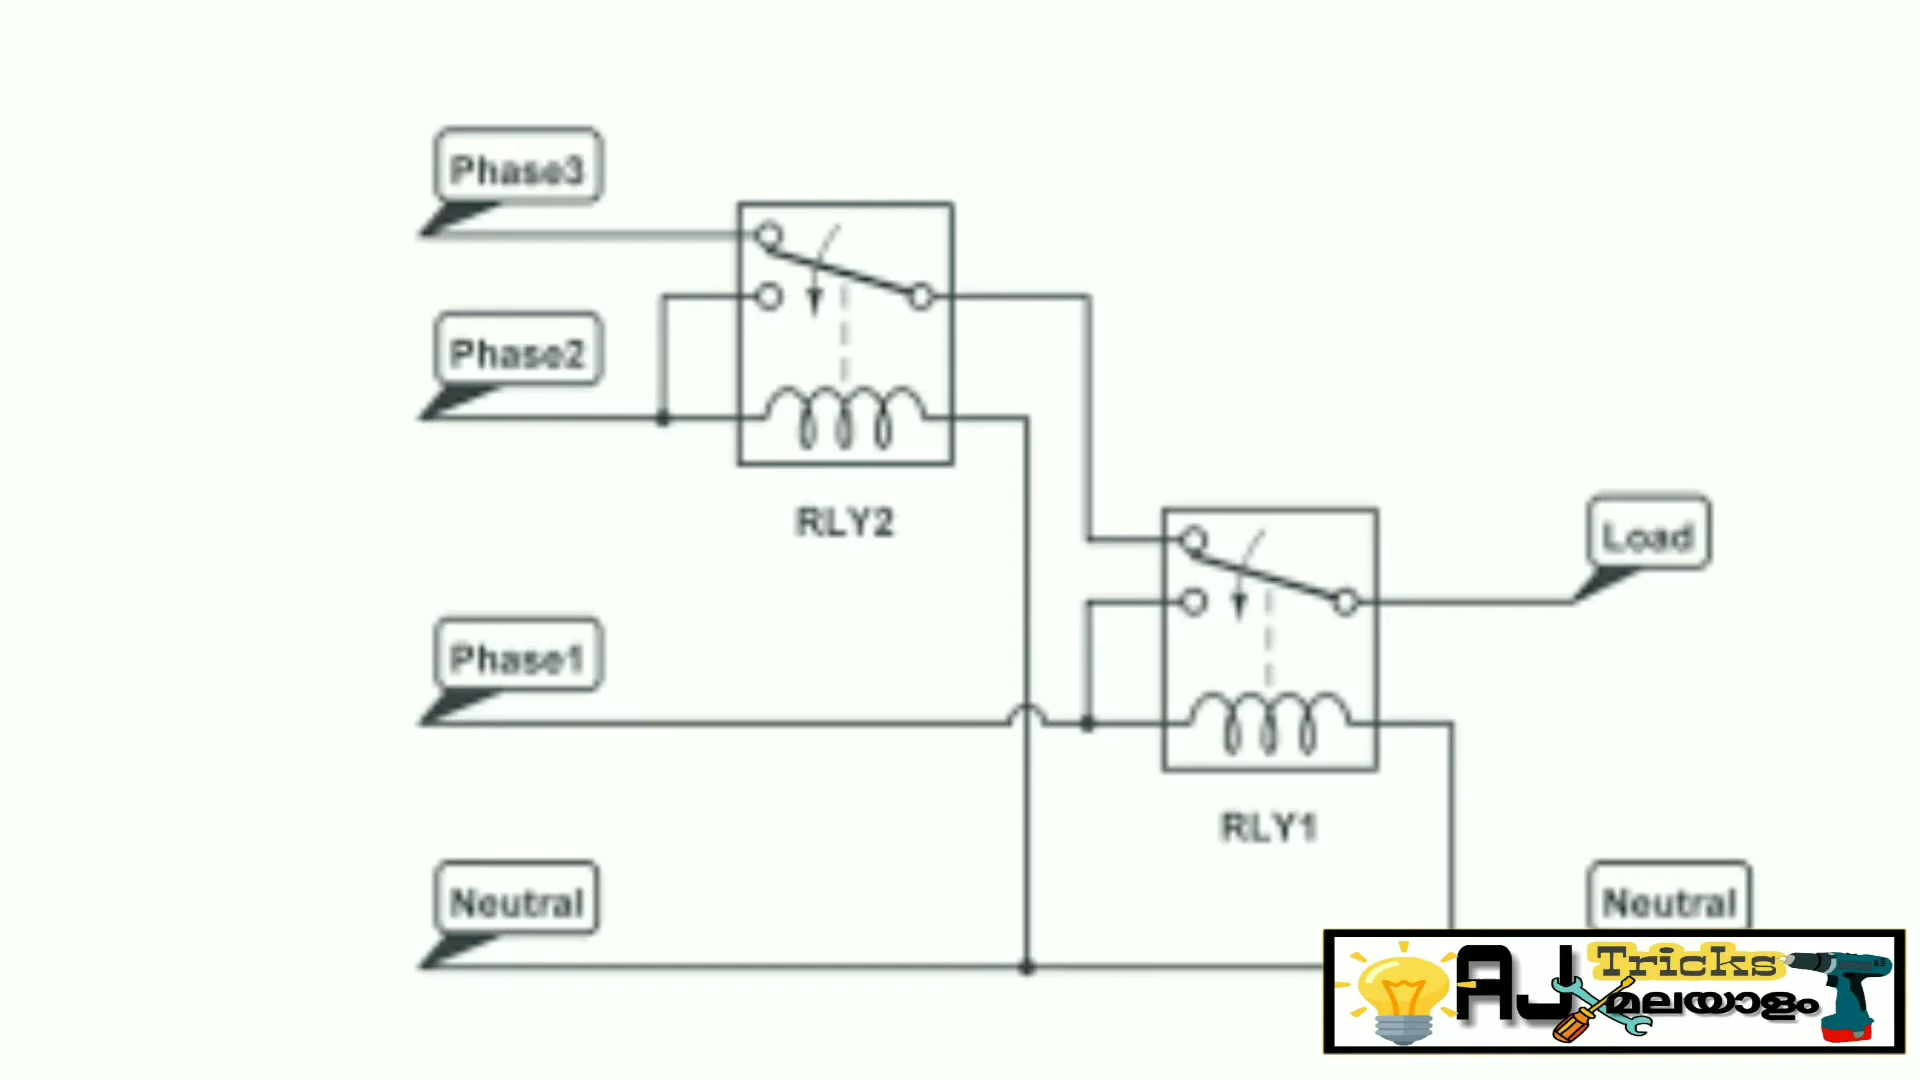 Phase3
Phase2
RLY2
Load
Phase1
RLY1
Neutral
Neutral
AJ Tricks
മലയാളം